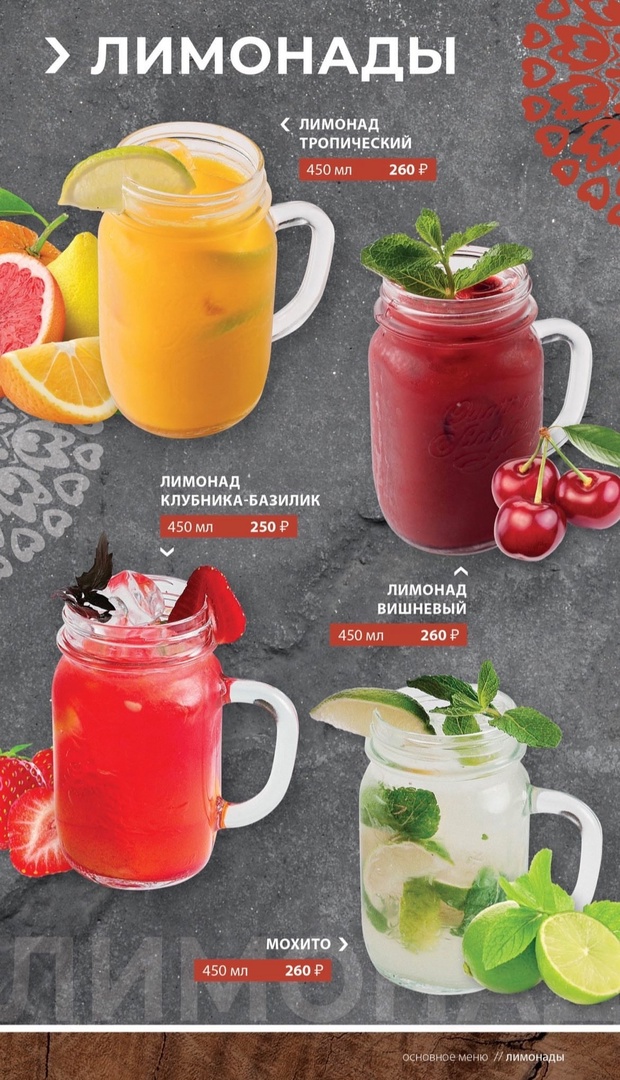 › ЛИМОНАДЫ
‹ ЛИМОНАД
ТРОПИЧЕСКИЙ
450 мл 260 ₽
ЛИМОНАД
КЛУБНИКА-БАЗИЛИК
450 мл 250 ₽
ЛИМОНАД
ВИШНЕВЫЙ
450 мл 260 ₽
МОХИТО ›
450 мл 260 ₽
ЛИМОНАД
основное меню // лимонады